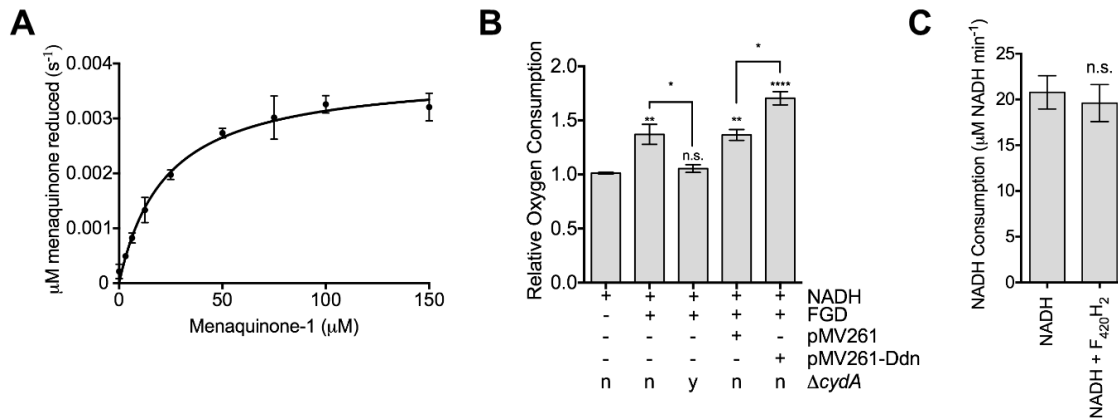 A
μM menaquinone reduced (s⁻¹)
0.004
0.003
0.002
0.001
0
0
50
100
150
Menaquinone-1 (μM)
B
Relative Oxygen Consumption
2.0
1.5
1.0
0.5
0.0
*
*
**
n.s.
**
****
+ + + + + NADH
- + + + + FGD
- - - + - pMV261
- - - - + pMV261-Ddn
n n y n n ΔcydA
C
NADH Consumption (μM NADH min⁻¹)
25
20
15
10
5
0
n.s.
NADH
NADH + F₄₂₀H₂